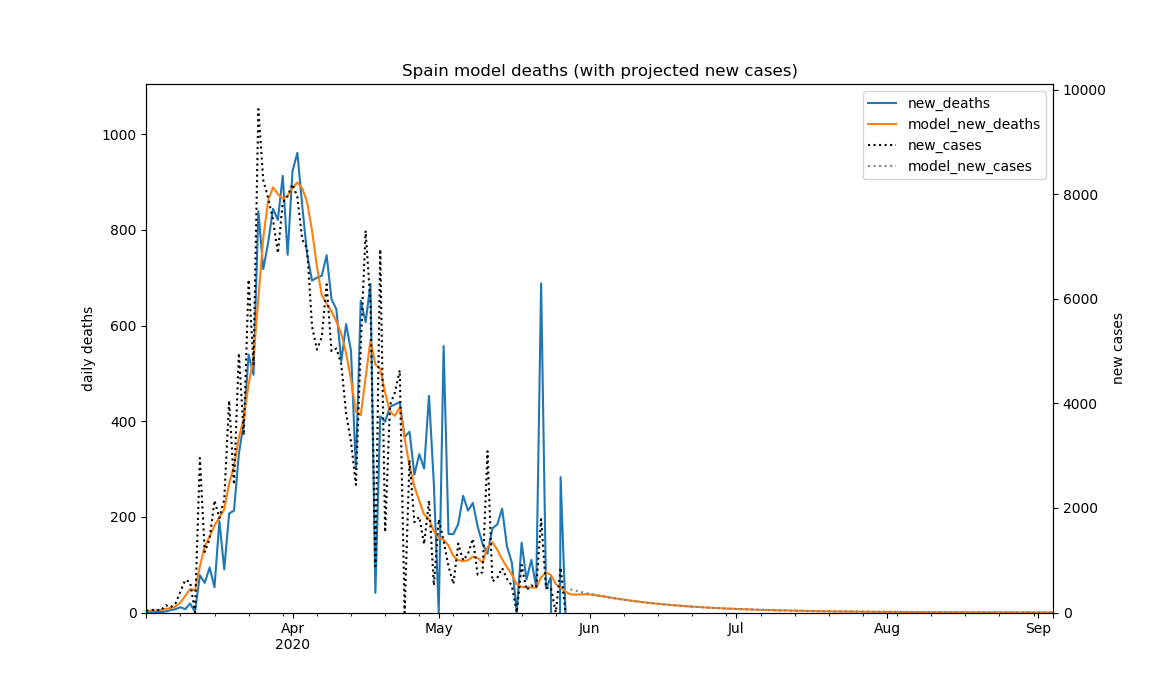 Spain model deaths (with projected new cases)
new_deaths
model_new_deaths
new_cases
model_new_cases
daily deaths
1000
800
600
400
200
0
new cases
10000
8000
6000
4000
2000
0
Apr
2020
May
Jun
Jul
Aug
Sep